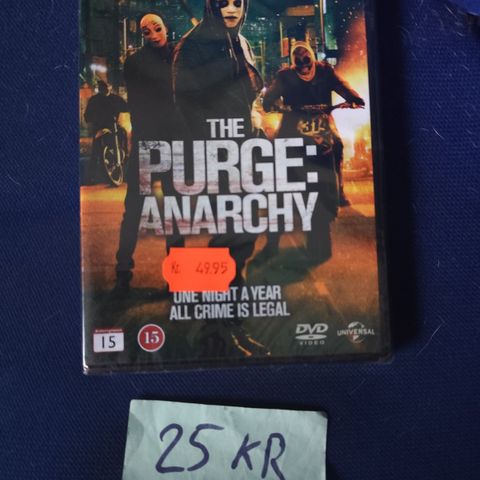 THE
PURGE:
ANARCHY
Kr. 49.95
ONE NIGHT A YEAR
ALL CRIME IS LEGAL
15
15
DVD
VIDEO
UNIVERSAL
314
25 KR